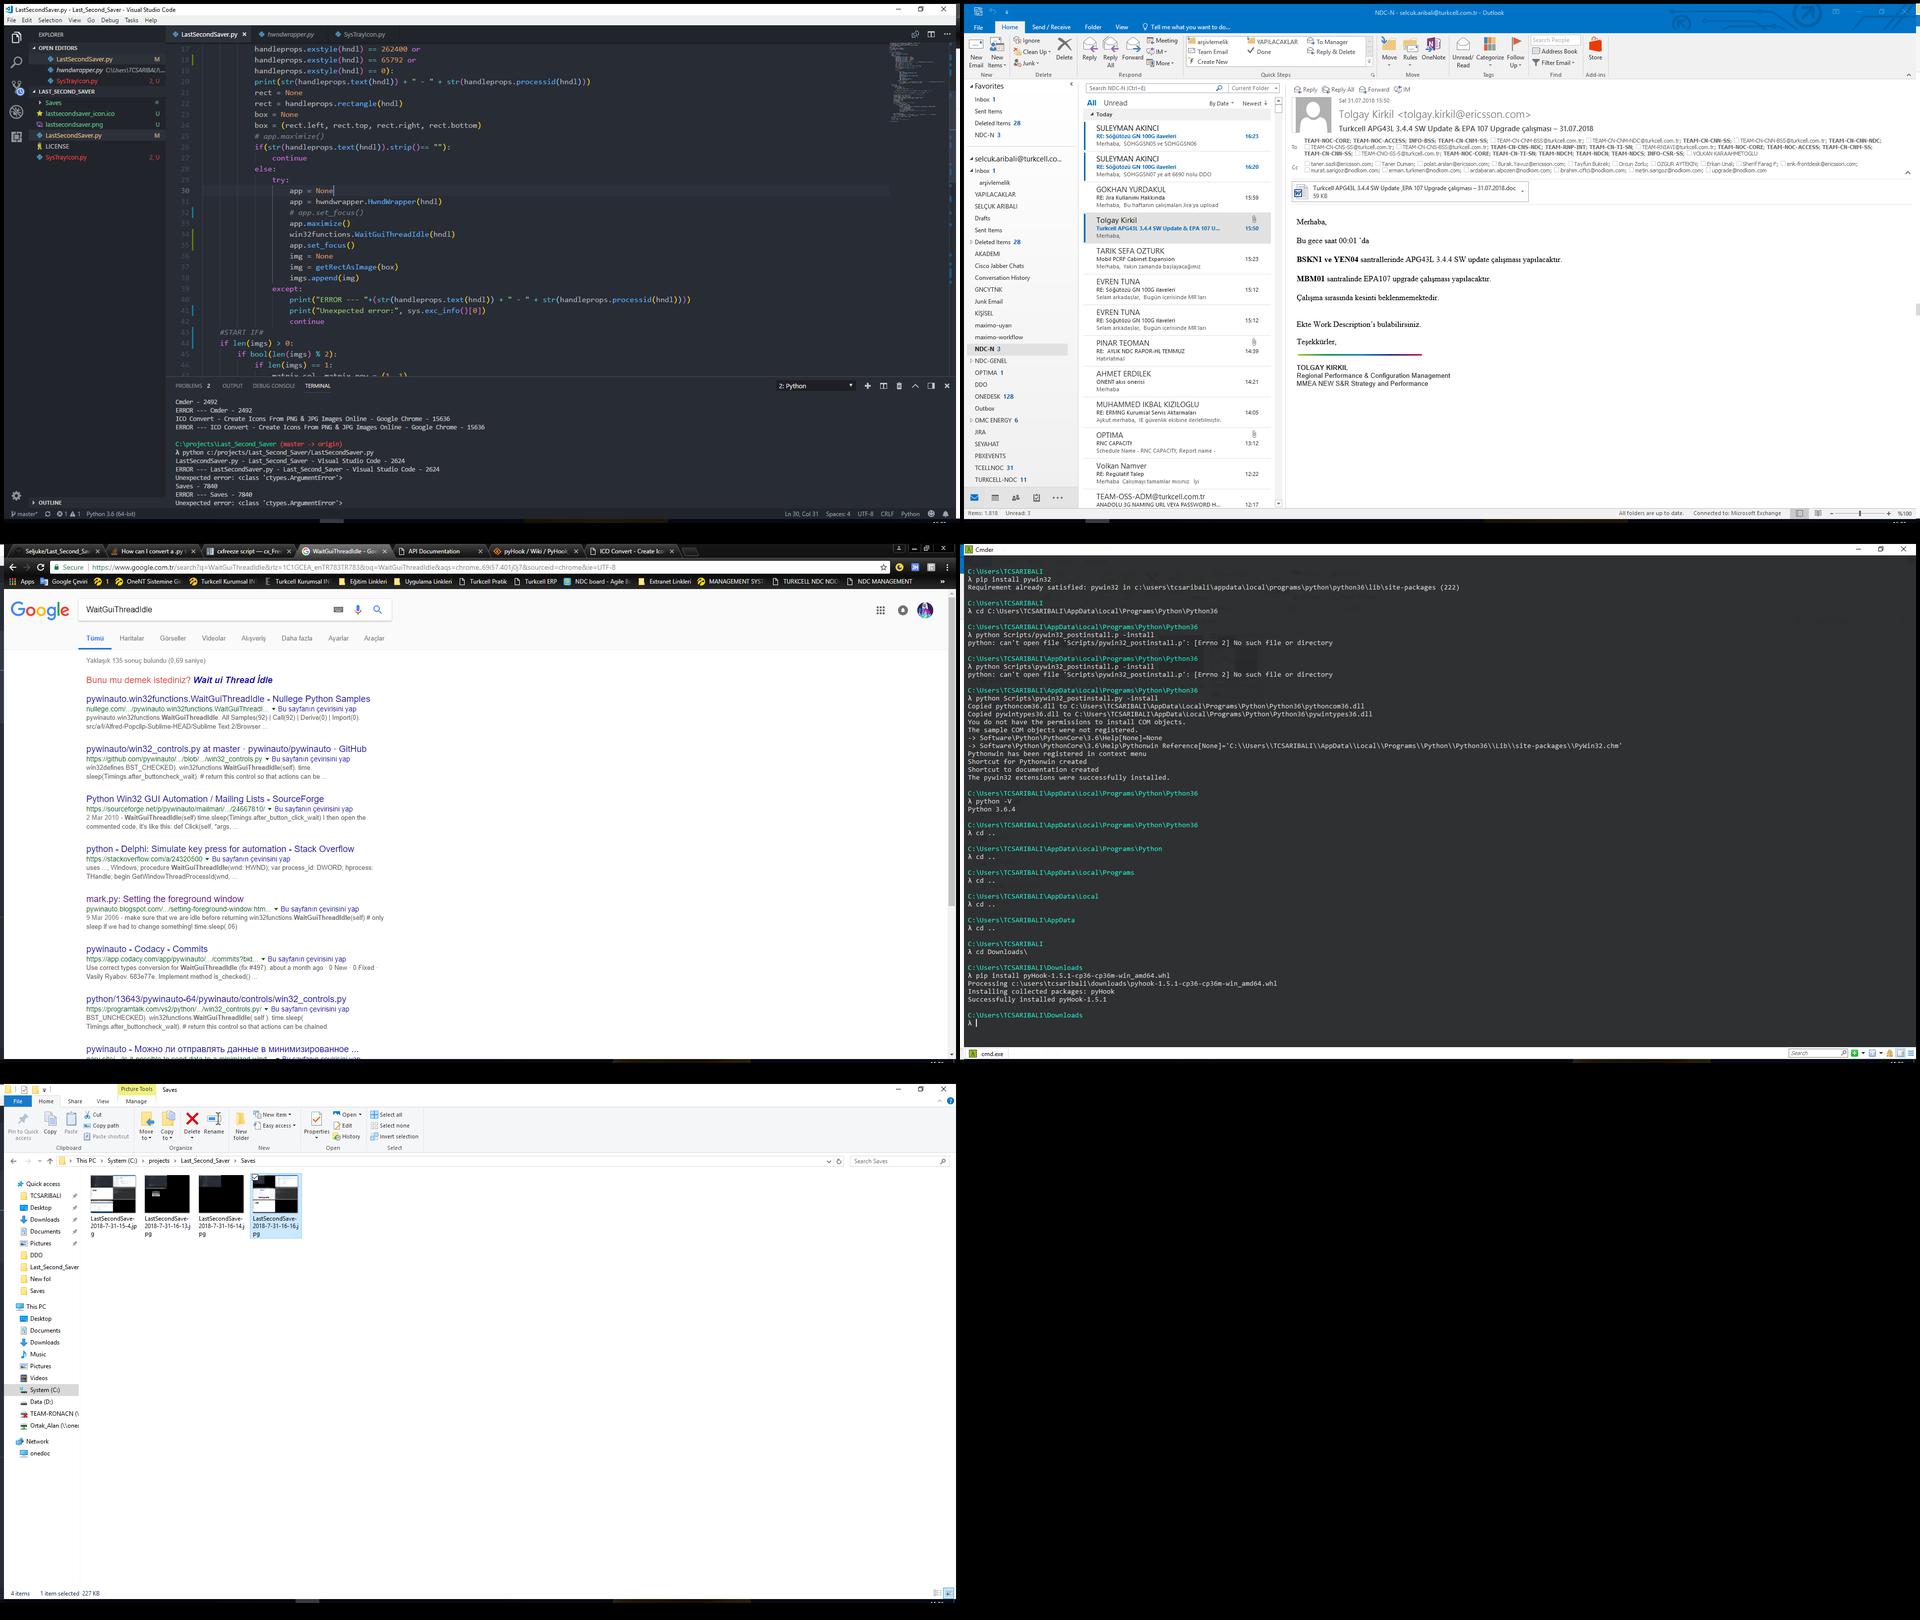 LastSecondSaver.py - Last_Second_Saver - Visual Studio Code
File Edit Selection View Go Debug Tasks Help
EXPLORER
OPEN EDITORS
LastSecondSaver.py M
hwndwrapper.py
SysTrayIcon.py 2, U
LAST_SECOND_SAVER
Saves
lastsecondsaver_icon.ico U
lastsecondsaver.png U
LastSecondSaver.py M
LICENSE
SysTrayIcon.py 2, U
OUTLINE
LastSecondSaver.py hwndwrapper.py SysTrayIcon.py
17 handleprops.exstyle(hndl) == 262400 or
18 handleprops.exstyle(hndl) == 65792 or
19 handleprops.exstyle(hndl) == 0):
20 print(str(handleprops.text(hndl)) + " - " + str(handleprops.processid(hndl)))
21 rect = None
22 rect = handleprops.rectangle(hndl)
23 box = None
24 box = (rect.left, rect.top, rect.right, rect.bottom)
25 # app.maximize()
26 if(str(handleprops.text(hndl)).strip()== ""):
27 continue
28 else:
29 try:
30 app = None
31 app = hwndwrapper.HwndWrapper(hndl)
32 # app.set_focus()
33 app.maximize()
34 win32functions.WaitGuiThreadIdle(hndl)
35 app.set_focus()
36 img = None
37 img = getRectAsImage(box)
38 imgs.append(img)
39 except:
40 print("ERROR --- "+(str(handleprops.text(hndl)) + " - " + str(handleprops.processid(hndl))))
41 print("Unexpected error:", sys.exc_info()[0])
42 continue
43 #START IF#
44 if len(imgs) > 0:
45 if bool(len(imgs) % 2):
46 if len(imgs) == 1:
PROBLEMS 2 OUTPUT DEBUG CONSOLE TERMINAL 2: Python
Cmder - 2492
ERROR --- Cmder - 2492
ICO Convert - Create Icons From PNG & JPG Images Online - Google Chrome - 15636
ERROR --- ICO Convert - Create Icons From PNG & JPG Images Online - Google Chrome - 15636
C:\projects\Last_Second_Saver (master -> origin)
λ python c:/projects/Last_Second_Saver/LastSecondSaver.py
LastSecondSaver.py - Last_Second_Saver - Visual Studio Code - 2624
ERROR --- LastSecondSaver.py - Last_Second_Saver - Visual Studio Code - 2624
Unexpected error: <class 'ctypes.ArgumentError'>
Saves - 7840
ERROR --- Saves - 7840
Unexpected error: <class 'ctypes.ArgumentError'>
master* 1 1 Python 3.6 (64-bit) Ln 30, Col 31 Spaces: 4 UTF-8 CRLF Python
NDC-N - selcuk.aribali@turkcell.com.tr - Outlook
File Home Send / Receive Folder View Tell me what you want to do...
New Email New Items Ignore Clean Up Junk Delete Reply Reply All Forward Meeting IM More
arşivlemelik YAPILACAKLAR To Manager
Team Email Done Reply & Delete
Create New
Move Rules OneNote Unread/Read Categorize Follow Up Search People Address Book Filter Email Store
New Delete Respond Quick Steps Move Tags Find Add-ins
Favorites
Inbox 1
Sent Items
Deleted Items 28
NDC-N 3
selcuk.aribali@turkcell.co...
Inbox 1
arşivlemelik
YAPILACAKLAR
SELÇUK ARIBALI
Drafts
Sent Items
Deleted Items 28
AKADEMI
Cisco Jabber Chats
Conversation History
GNCYTNK
Junk Email
KİŞİSEL
maximo-uyarı
maximo-workflow
NDC-N 3
NDC-GENEL
OPTIMA 1
DDO
ONEDESK 128
Outbox
OMC ENERGY 6
JIRA
SEYAHAT
PBXEVENTS
TCELLNOC 31
TURKCELL-NOC 11
Search NDC-N (Ctrl+E) Current Folder
All Unread By Date Newest
Today
SULEYMAN AKINCI
RE: Söğütözü GN 100G ilaveleri 16:23
Merhaba, SOHGGSN05 ve SOHGGSN06
SULEYMAN AKINCI
RE: Söğütözü GN 100G ilaveleri 16:20
Merhaba, SOHGGSN07 ye ait 6690 nolu DDO
GOKHAN YURDAKUL
RE: Jira Kullanımı Hakkında 15:59
Merhaba, Bu haftanın çalışmaları Jira'ya upload
Tolgay Kirkil
Turkcell APG43L 3.4.4 SW Update & EPA 107 U... 15:50
Merhaba,
TARIK SEFA OZTURK
Mobil PCRF Cabinet Expansion 15:23
Merhaba, Yakın zamanda başlayacağımız
EVREN TUNA
RE: Söğütözü GN 100G ilaveleri 15:12
Selam arkadaşlar, Bugün içerisinde MR'ları
EVREN TUNA
RE: Söğütözü GN 100G ilaveleri 15:12
Selam arkadaşlar, Bugün içerisinde MR'ları
PINAR TEOMAN
RE: AYLIK NDC RAPOR-HL TEMMUZ 14:39
Hatırlatma!
AHMET ERDILEK
ONENT akıs onerisi 14:21
Merhaba
MUHAMMED IKBAL KIZILOGLU
RE: ERMNG Kurumsal Servis Aktarmaları 14:05
Aykut merhaba, IE güvenlik ekibine iletebilirmistiniz.
OPTIMA
RNC CAPACITY 13:12
Schedule Name - RNC CAPACITY; Report name -
Volkan Namver
RE: Regülatif Talep 12:22
TEAM-OSS-ADM@turkcell.com.tr
ANADOLU 3G NAMING URL VEYA PASSWORD H... 12:17
Reply Reply All Forward IM
Sal 31.07.2018 15:50
Tolgay Kirkil <tolgay.kirkil@ericsson.com>
Turkcell APG43L 3.4.4 SW Update & EPA 107 Upgrade çalışması – 31.07.2018
Turkcell APG43L 3.4.4 SW Update_EPA 107 Upgrade çalışması – 31.07.2018.doc
59 KB
Merhaba,
Bu gece saat 00:01 'da
BSKN1 ve YEN04 santrallerinde APG43L 3.4.4 SW update çalışması yapılacaktır.
MBM01 santralinde EPA107 upgrade çalışması yapılacaktır.
Çalışma sırasında kesinti beklenmemektedir.
Ekte Work Description's bulabilirsiniz.
Teşekkürler,
TOLGAY KIRKIL
Regional Performance & Configuration Management
MMEA NEW S&R Strategy and Performance
Items: 1.818 Unread: 3 All folders are up to date. Connected to: Microsoft Exchange %100
Seljuke/Last_Second_Sa How can I convert a .py cxfreeze script — cx_Fre WaitGuiThreadIdle - Goo API Documentation pyHook / Wiki / PyHook_ ICO Convert - Create Ico
Secure https://www.google.com.tr/search?q=WaitGuiThreadIdle&rlz=1C1GCEA_enTR783TR783&oq=WaitGuiThreadIdle&aqs=chrome..69i57.401j0j7&sourceid=chrome&ie=UTF-8
Apps Google Çeviri 1 OneNT Sistemine Gi Turkcell Kurumsal IN Turkcell Kurumsal INT Eğitim Linkleri Uygulama Linkleri Turkcell Pratik Turkcell ERP NDC board - Agile B Extranet Linkleri MANAGEMENT SYST TURKCELL NDC NOD NDC MANAGEMENT
Google WaitGuiThreadIdle
Tümü Haritalar Görseller Videolar Alışveriş Daha fazla Ayarlar Araçlar
Yaklaşık 135 sonuç bulundu (0,69 saniye)
Bunu mu demek istediniz? Wait ui Thread İdle
pywinauto.win32functions.WaitGuiThreadIdle - Nullege Python Samples
nullege.com/.../pywinauto.win32functions.WaitGuiThreadI... Bu sayfanın çevirisini yap
pywinauto.win32functions.WaitGuiThreadIdle. All Samples(92) | Call(92) | Derive(0) | Import(0).
src/a/l/Alfred-Popclip-Sublime-HEAD/Sublime Text 2/Browser ...
pywinauto/win32_controls.py at master · pywinauto/pywinauto · GitHub
https://github.com/pywinauto/.../blob/.../win32_controls.py Bu sayfanın çevirisini yap
win32defines.BST_CHECKED). win32functions.WaitGuiThreadIdle(self). time.
sleep(Timings.after_buttoncheck_wait). # return this control so that actions can be ...
Python Win32 GUI Automation / Mailing Lists - SourceForge
https://sourceforge.net/p/pywinauto/mailman/.../24667810/ Bu sayfanın çevirisini yap
2 Mar 2010 - WaitGuiThreadIdle(self) time.sleep(Timings.after_button_click_wait) I then open the
commented code, it's like this: def Click(self, *args, ...
python - Delphi: Simulate key press for automation - Stack Overflow
https://stackoverflow.com/a/24320500 Bu sayfanın çevirisini yap
uses ..., Windows; procedure WaitGuiThreadIdle(wnd: HWND); var process_id: DWORD; hprocess:
THandle; begin GetWindowThreadProcessId(wnd, ...
mark.py: Setting the foreground window
pywinauto.blogspot.com/.../setting-foreground-window.htm... Bu sayfanın çevirisini yap
9 Mar 2006 - make sure that we are idle before returning win32functions.WaitGuiThreadIdle(self) # only
sleep if we had to change something! time.sleep(.06)
pywinauto - Codacy - Commits
https://app.codacy.com/app/pywinauto/.../commits?bid... Bu sayfanın çevirisini yap
Use correct types conversion for WaitGuiThreadIdle (fix #497). about a month ago · 0 New · 0 Fixed ·
Vasily Ryabov. 683e77e. Implement method is_checked() ...
python/13643/pywinauto-64/pywinauto/controls/win32_controls.py
https://programtalk.com/vs2/python/.../win32_controls.py/ Bu sayfanın çevirisini yap
BST_UNCHECKED). win32functions.WaitGuiThreadIdle( self ). time.sleep(
Timings.after_buttoncheck_wait). # return this control so that actions can be chained
pywinauto - Можно ли отправлять данные в минимизированное ...
Cmder
C:\Users\TCSARIBALI
λ pip install pywin32
Requirement already satisfied: pywin32 in c:\users\tcsaribali\appdata\local\programs\python\python36\lib\site-packages (222)
C:\Users\TCSARIBALI
λ cd C:\Users\TCSARIBALI\AppData\Local\Programs\Python\Python36
C:\Users\TCSARIBALI\AppData\Local\Programs\Python\Python36
λ python Scripts/pywin32_postinstall.p -install
python: can't open file 'Scripts/pywin32_postinstall.p': [Errno 2] No such file or directory
C:\Users\TCSARIBALI\AppData\Local\Programs\Python\Python36
λ python Scripts\pywin32_postinstall.p -install
python: can't open file 'Scripts\pywin32_postinstall.p': [Errno 2] No such file or directory
C:\Users\TCSARIBALI\AppData\Local\Programs\Python\Python36
λ python Scripts\pywin32_postinstall.py -install
Copied pythoncom36.dll to C:\Users\TCSARIBALI\AppData\Local\Programs\Python\Python36\pythoncom36.dll
Copied pywintypes36.dll to C:\Users\TCSARIBALI\AppData\Local\Programs\Python\Python36\pywintypes36.dll
You do not have the permissions to install COM objects.
The sample COM objects were not registered.
-> Software\Python\PythonCore\3.6\Help[None]=None
-> Software\Python\PythonCore\3.6\Help\Pythonwin Reference[None]='C:\\Users\\TCSARIBALI\\AppData\\Local\\Programs\\Python\\Python36\\Lib\\site-packages\\PyWin32.chm'
Pythonwin has been registered in context menu
Shortcut for Pythonwin created
Shortcut to documentation created
The pywin32 extensions were successfully installed.
C:\Users\TCSARIBALI\AppData\Local\Programs\Python\Python36
λ python -V
Python 3.6.4
C:\Users\TCSARIBALI\AppData\Local\Programs\Python\Python36
λ cd ..
C:\Users\TCSARIBALI\AppData\Local\Programs\Python
λ cd ..
C:\Users\TCSARIBALI\AppData\Local\Programs
λ cd ..
C:\Users\TCSARIBALI\AppData\Local
λ cd ..
C:\Users\TCSARIBALI\AppData
λ cd ..
C:\Users\TCSARIBALI
λ cd Downloads\
C:\Users\TCSARIBALI\Downloads
λ pip install pyHook-1.5.1-cp36-cp36m-win_amd64.whl
Processing c:\users\tcsaribali\downloads\pyhook-1.5.1-cp36-cp36m-win_amd64.whl
Installing collected packages: pyHook
Successfully installed pyHook-1.5.1
C:\Users\TCSARIBALI\Downloads
λ
cmd.exe Search
Picture Tools Saves
File Home Share View Manage
Pin to Quick access Copy Paste Cut Copy path Paste shortcut Move to Copy to Delete Rename New folder New item Easy access Properties Open Edit History Select all Select none Invert selection
Clipboard Organize New Open Select
This PC System (C:) projects Last_Second_Saver Saves Search Saves
Quick access
TCSARIBALI
Desktop
Downloads
Documents
Pictures
DDO
Last_Second_Saver
New fol
Saves
This PC
Desktop
Documents
Downloads
Music
Pictures
Videos
System (C:)
Data (D:)
TEAM-RONACN (\\
Ortak_Alan (\\ones
Network
onedoc
LastSecondSave-2018-7-31-15-4.jpg
LastSecondSave-2018-7-31-16-13.jpg
LastSecondSave-2018-7-31-16-14.jpg
LastSecondSave-2018-7-31-16-16.jpg
4 items 1 item selected 227 KB